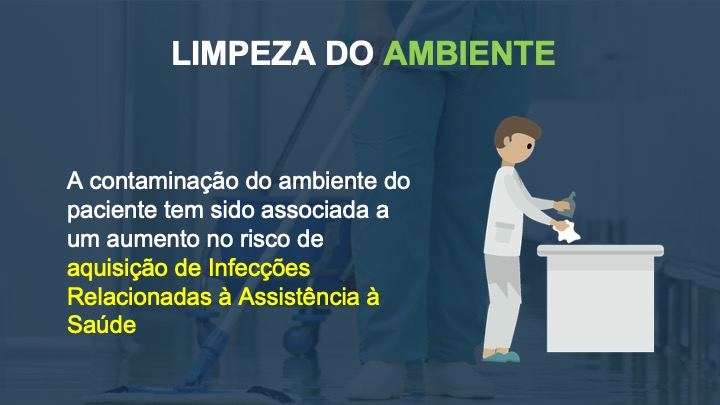 LIMPEZA DO AMBIENTE
A contaminação do ambiente do
paciente tem sido associada a
um aumento no risco de
aquisição de Infecções
Relacionadas à Assistência à
Saúde